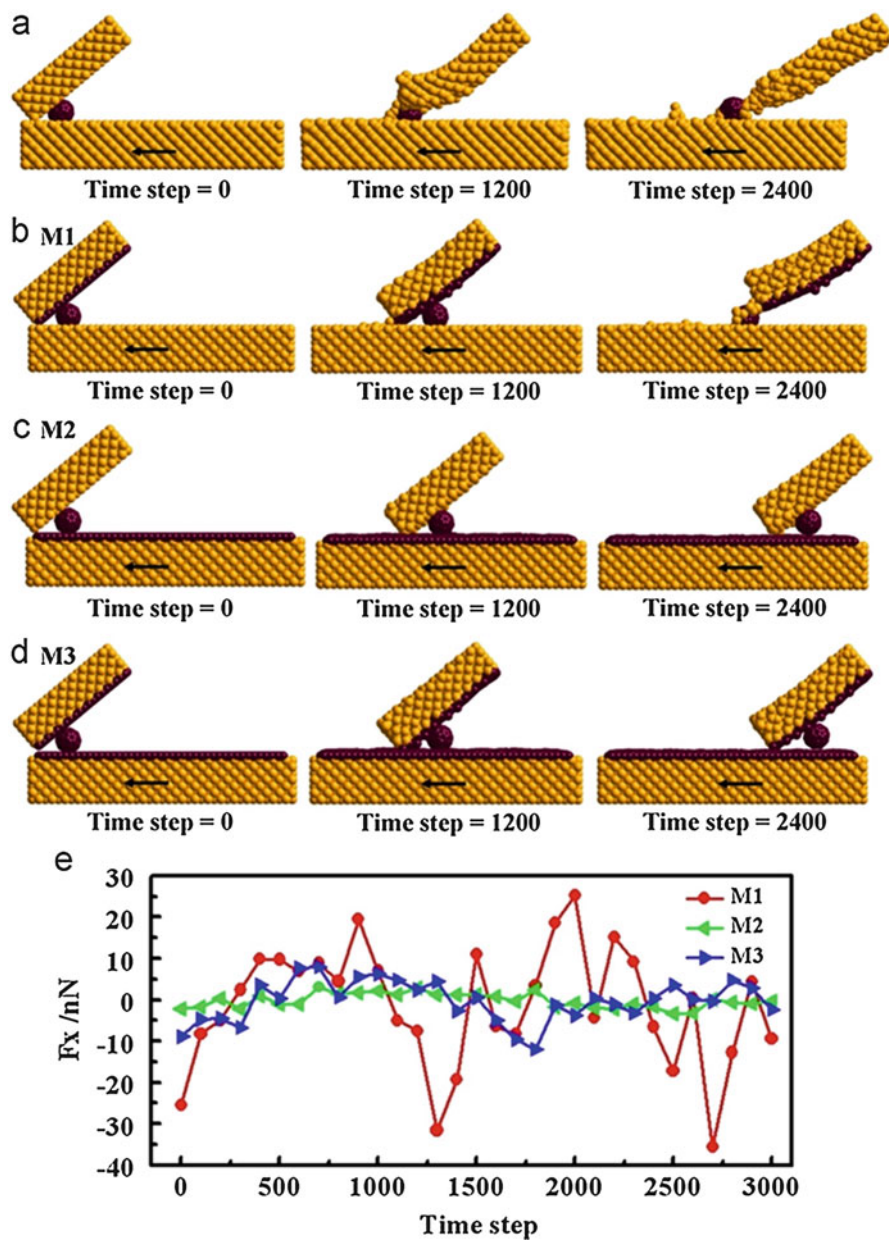 a
Time step = 0 Time step = 1200 Time step = 2400
b M1
Time step = 0 Time step = 1200 Time step = 2400
c M2
Time step = 0 Time step = 1200 Time step = 2400
d M3
Time step = 0 Time step = 1200 Time step = 2400
e
30
20
10
0
-10
-20
-30
-40
Fx /nN
M1
M2
M3
0 500 1000 1500 2000 2500 3000
Time step